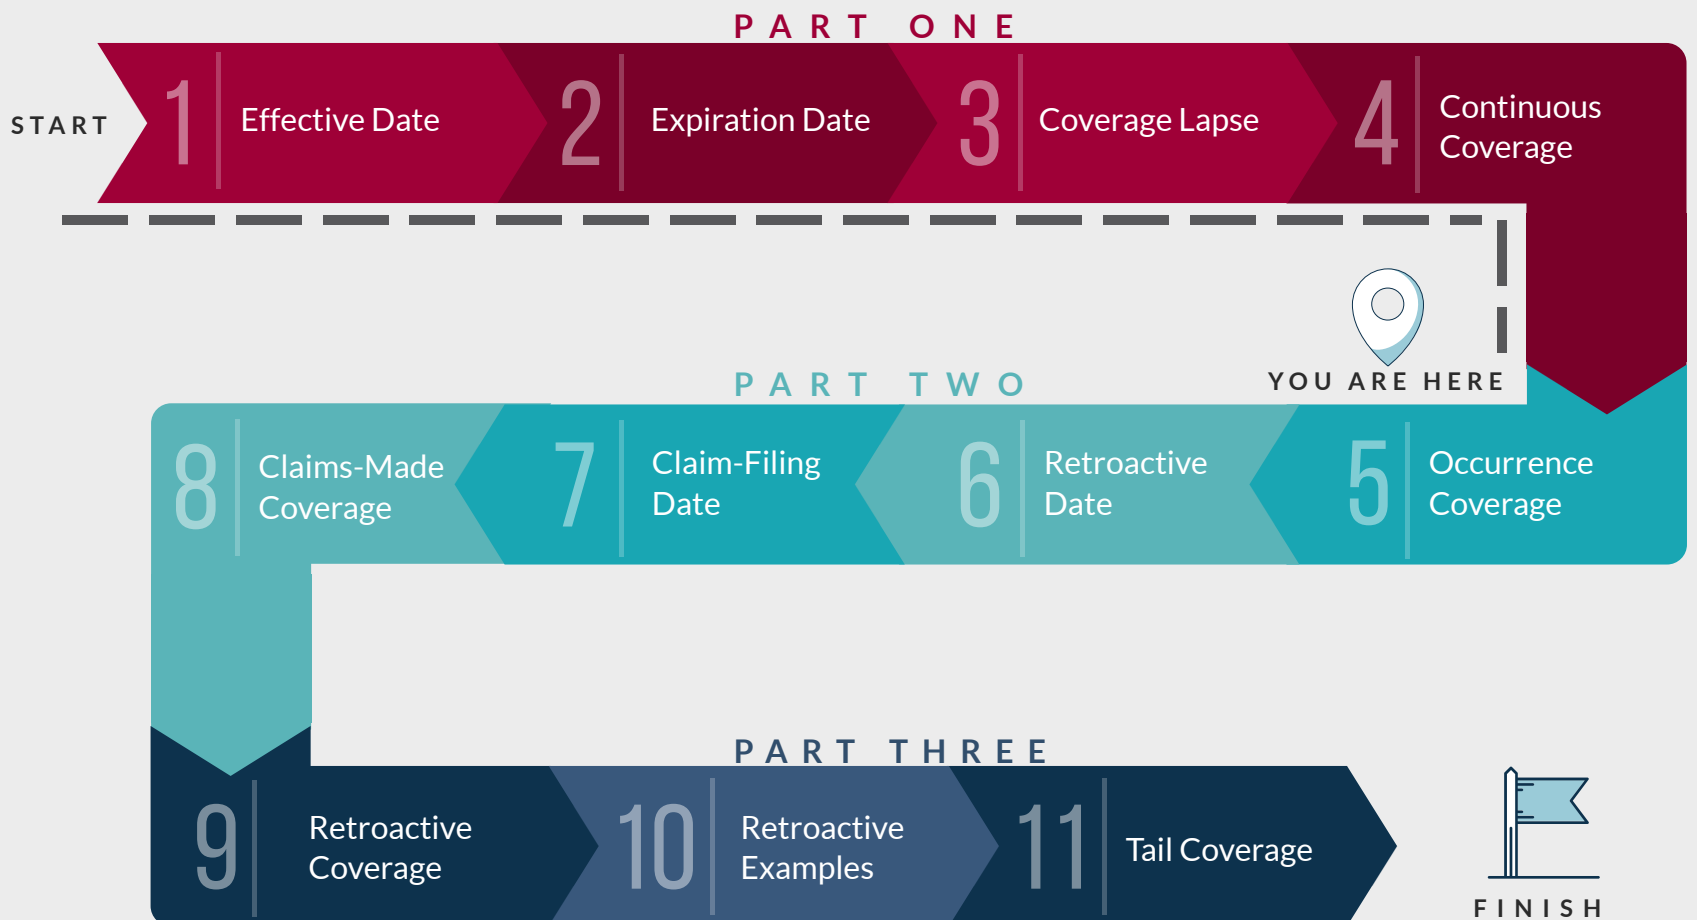 PART ONE
START
1 Effective Date
2 Expiration Date
3 Coverage Lapse
4 Continuous
Coverage
YOU ARE HERE
PART TWO
5 Occurrence
Coverage
6 Retroactive
Date
7 Claim-Filing
Date
8 Claims-Made
Coverage
PART THREE
9 Retroactive
Coverage
10 Retroactive
Examples
11 Tail Coverage
FINISH